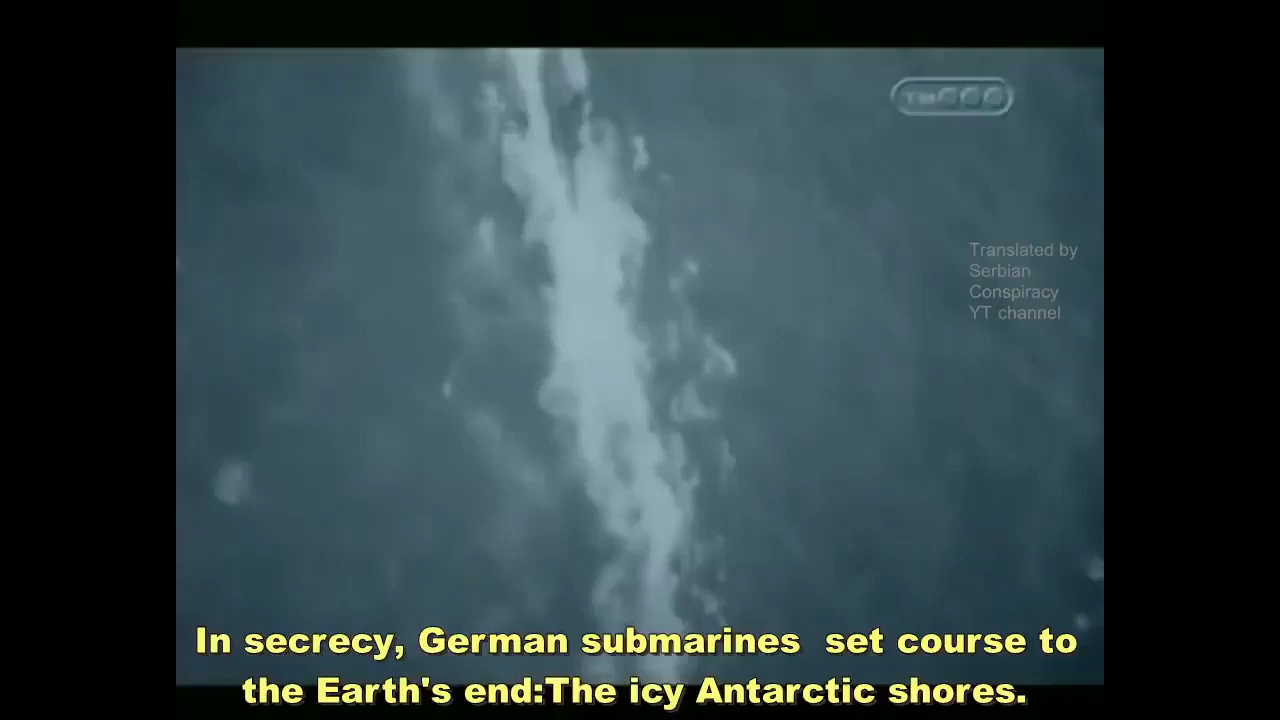 Translated by
Serbian
Conspiracy
YT channel
In secrecy, German submarines  set course to
the Earth's end:The icy Antarctic shores.